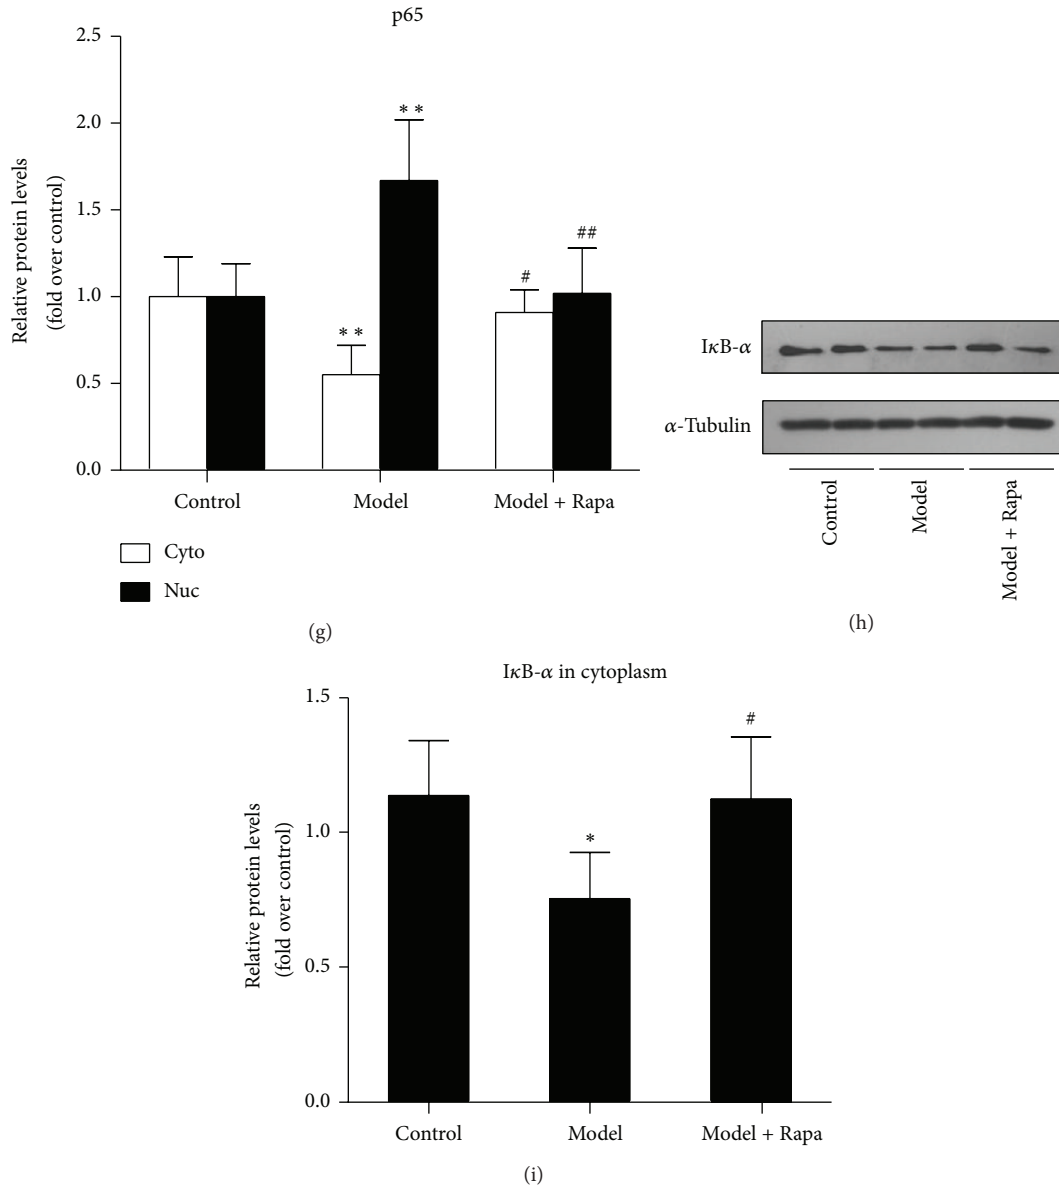 p65
Relative protein levels
(fold over control)
2.5
2.0
1.5
1.0
0.5
0.0
**
**
#
##
Control
Model
Model + Rapa
Cyto
Nuc
(g)
IκB-α
α-Tubulin
Control
Model
Model + Rapa
(h)
IκB-α in cytoplasm
Relative protein levels
(fold over control)
1.5
1.0
0.5
0.0
*
#
Control
Model
Model + Rapa
(i)